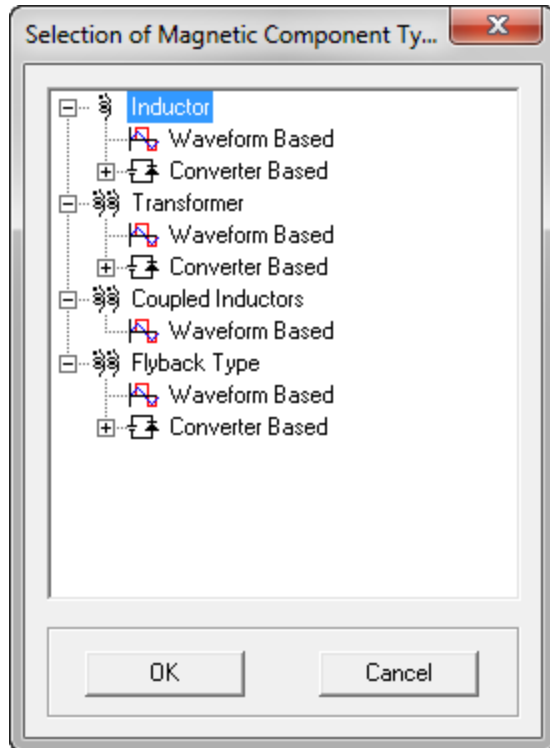 Selection of Magnetic Component Ty...
Inductor
Waveform Based
Converter Based
Transformer
Waveform Based
Converter Based
Coupled Inductors
Waveform Based
Flyback Type
Waveform Based
Converter Based
OK Cancel